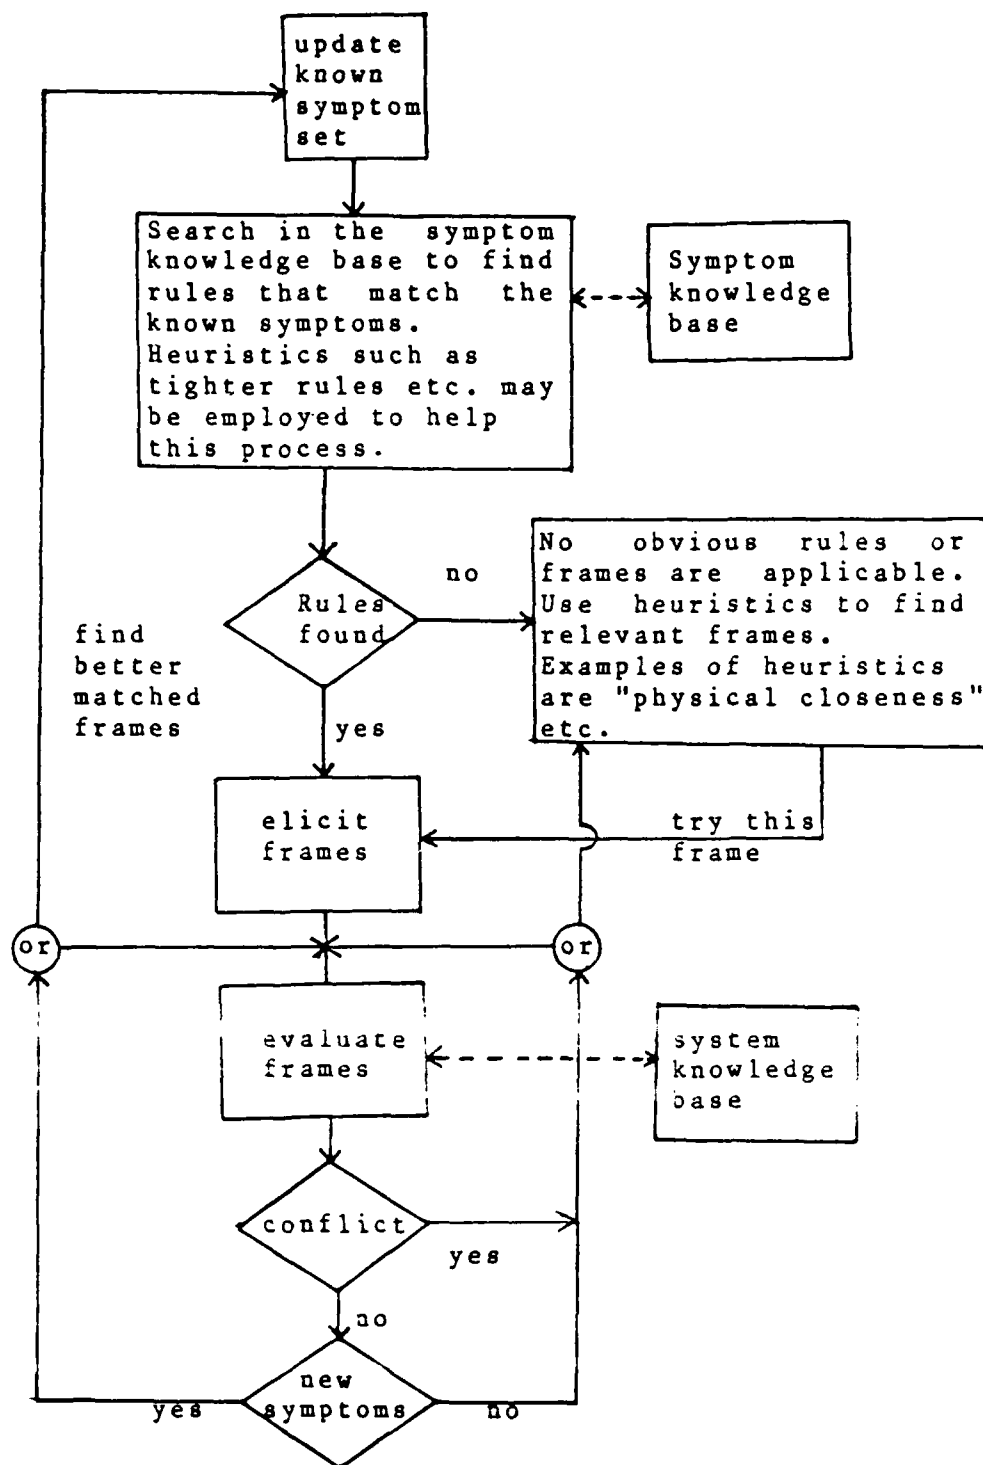 update
known
symptom
set
Search in the symptom
knowledge base to find
rules that match the
known symptoms.
Heuristics such as
tighter rules etc. may
be employed to help
this process.
Symptom
knowledge
base
Rules
found
no
yes
No obvious rules or
frames are applicable.
Use heuristics to find
relevant frames.
Examples of heuristics
are "physical closeness"
etc.
find
better
matched
frames
elicit
frames
try this
frame
or
or
evaluate
frames
system
knowledge
base
conflict
yes
no
new
symptoms
yes
no